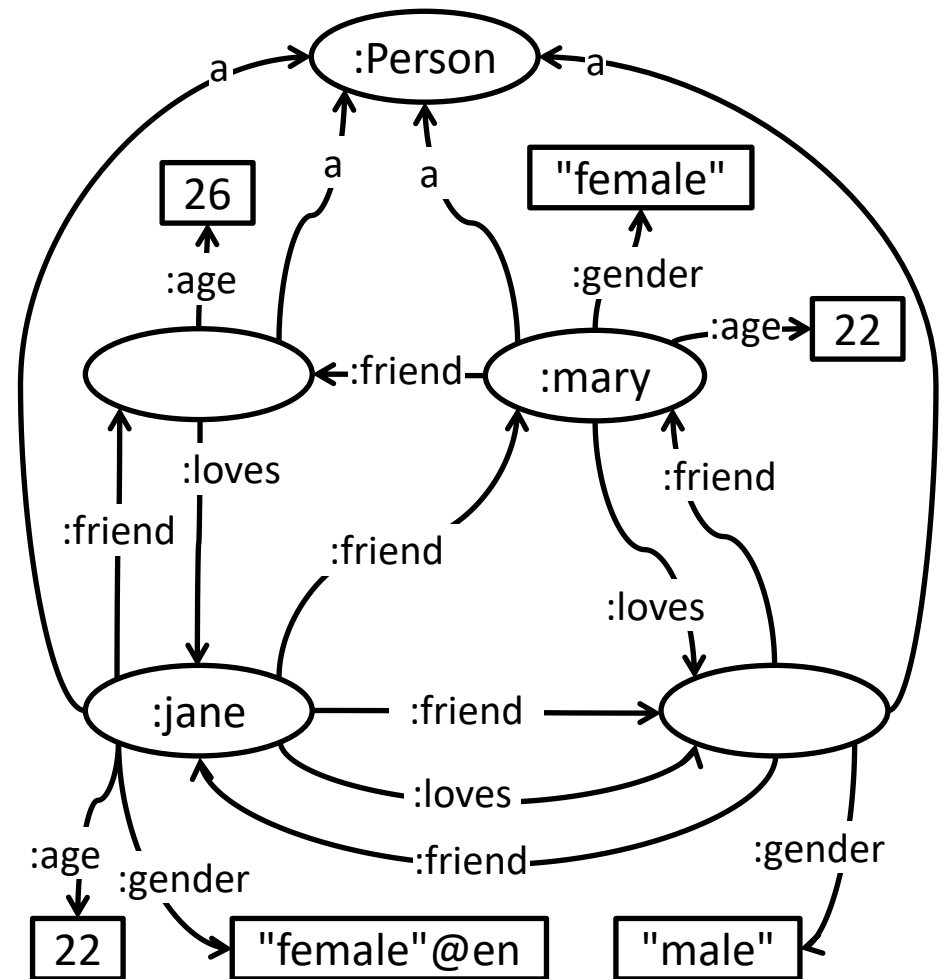 :Person
a
a
a
a
26
"female"
:age
:gender
:age
22
:friend
:mary
:loves
:friend
:friend
:friend
:loves
:jane
:friend
:loves
:friend
:age
:gender
:gender
22
"female"@en
"male"